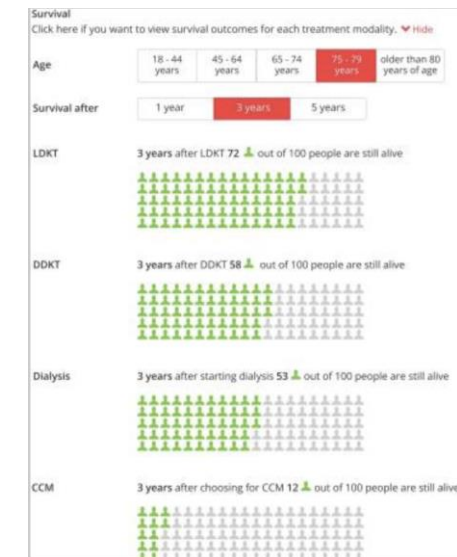 Survival
Click here if you want to view survival outcomes for each treatment modality. Hide
Age
18 - 44 years
45 - 64 years
65 - 74 years
75 - 79 years
older than 80 years of age
Survival after
1 year
3 years
5 years
LDKT
3 years after LDKT 72 out of 100 people are still alive
DDKT
3 years after DDKT 58 out of 100 people are still alive
Dialysis
3 years after starting dialysis 53 out of 100 people are still alive
CCM
3 years after choosing for CCM 12 out of 100 people are still alive